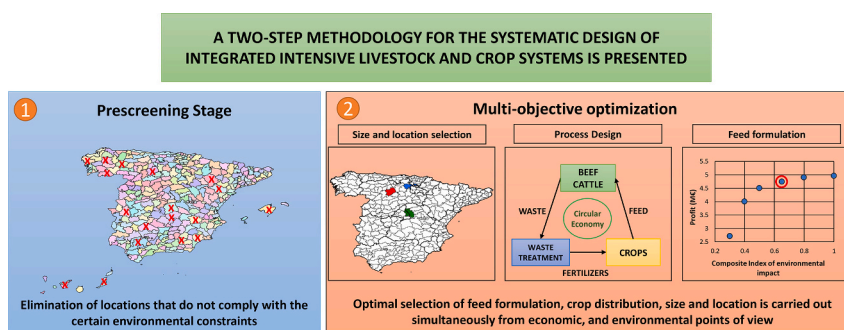 A TWO-STEP METHODOLOGY FOR THE SYSTEMATIC DESIGN OF
INTEGRATED INTENSIVE LIVESTOCK AND CROP SYSTEMS IS PRESENTED
1
Prescreening Stage
X X X X X X X X X X X X X X X X
Elimination of locations that do not comply with the
certain environmental constraints
2
Multi-objective optimization
Size and location selection
Process Design
BEEF
CATTLE
WASTE
Circular
Economy
FEED
WASTE
TREATMENT
CROPS
FERTILIZERS
Feed formulation
Profit (M€)
5.5
5
4.5
4
3.5
3
2.5
0.2 0.4 0.6 0.8 1
Composite Index of environmental
impact
Optimal selection of feed formulation, crop distribution, size and location is carried out
simultaneously from economic, and environmental points of view